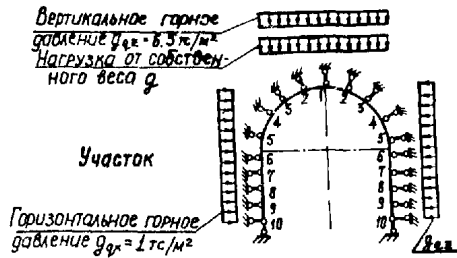 Вертикальное горное
давление gqz = 6.5 тс/м²
Нагрузка от собствен-
ного веса g
1
2 2
3 3
4 4
5 5
Участок
6 6
7 7
8 8
9 9
10 10
Горизонтальное горное
давление gqx = 1 тс/м²